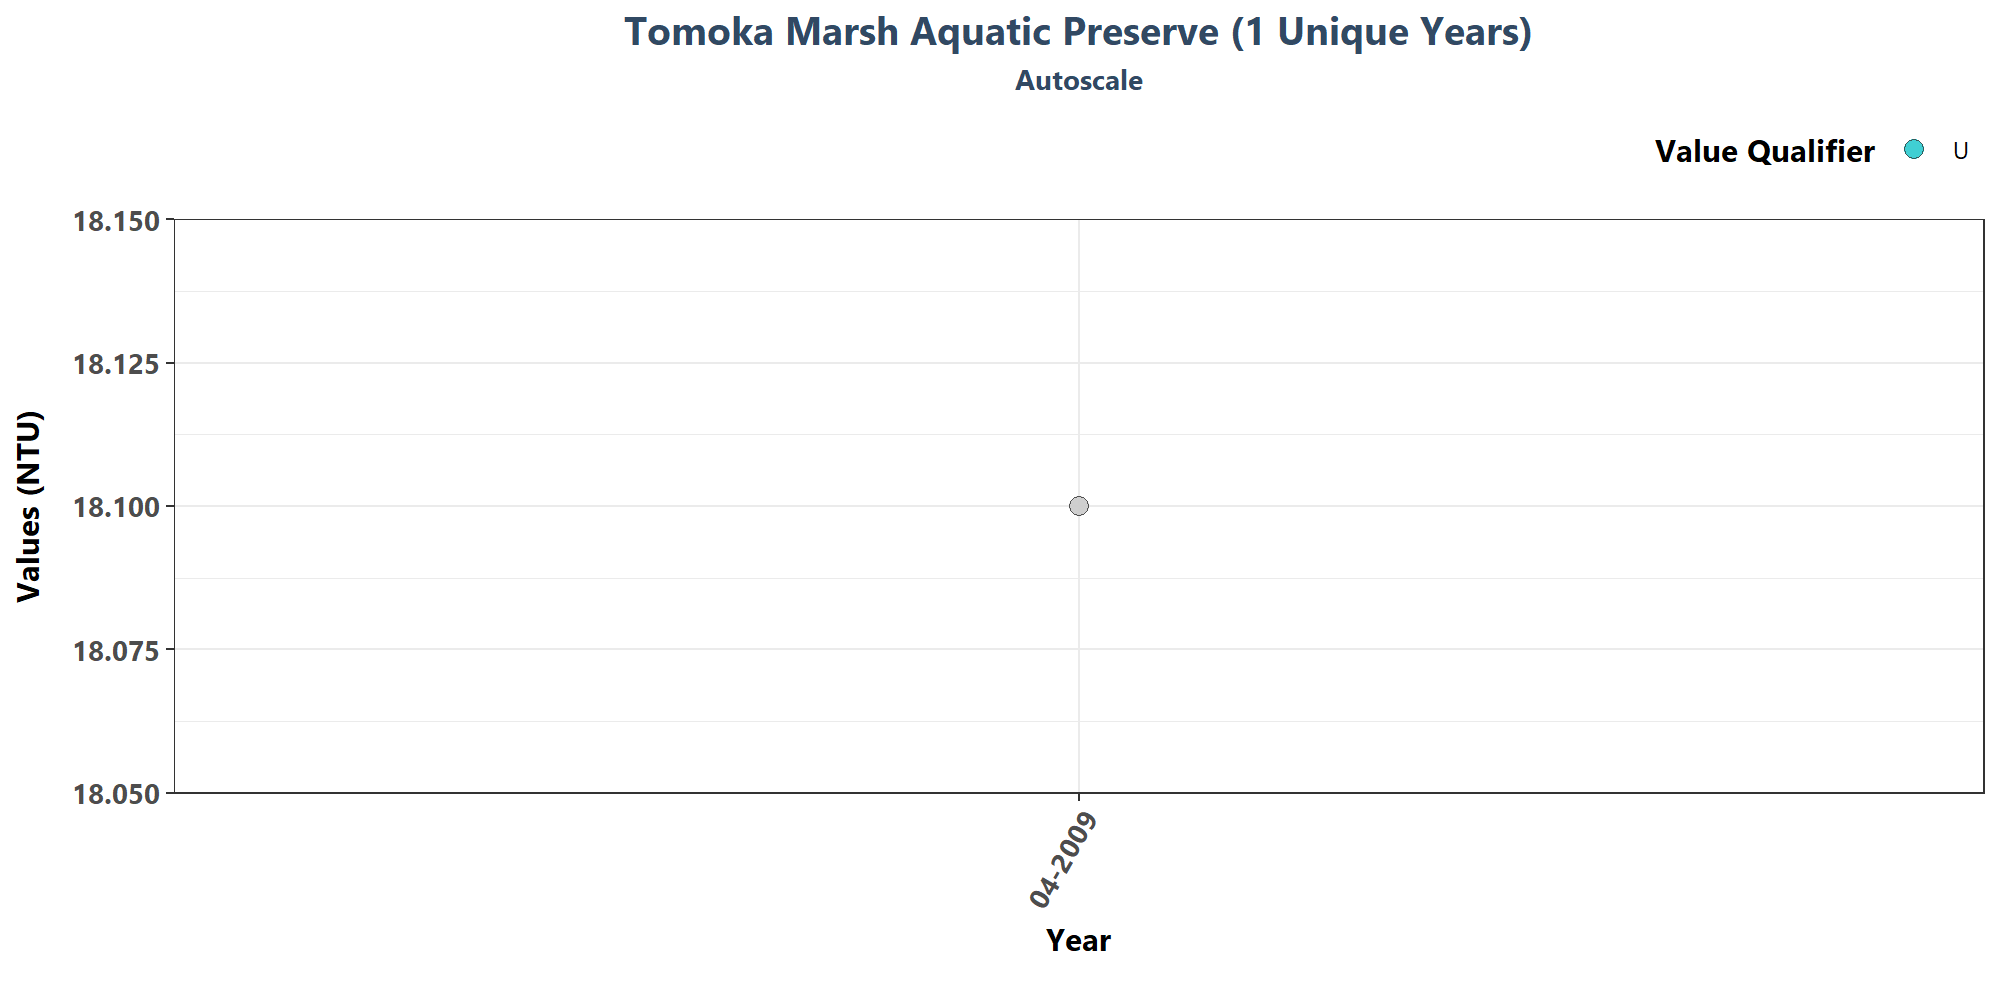 Tomoka Marsh Aquatic Preserve (1 Unique Years)
Autoscale
Value Qualifier U
18.150
18.125
18.100
18.075
18.050
Values (NTU)
04-2009
Year